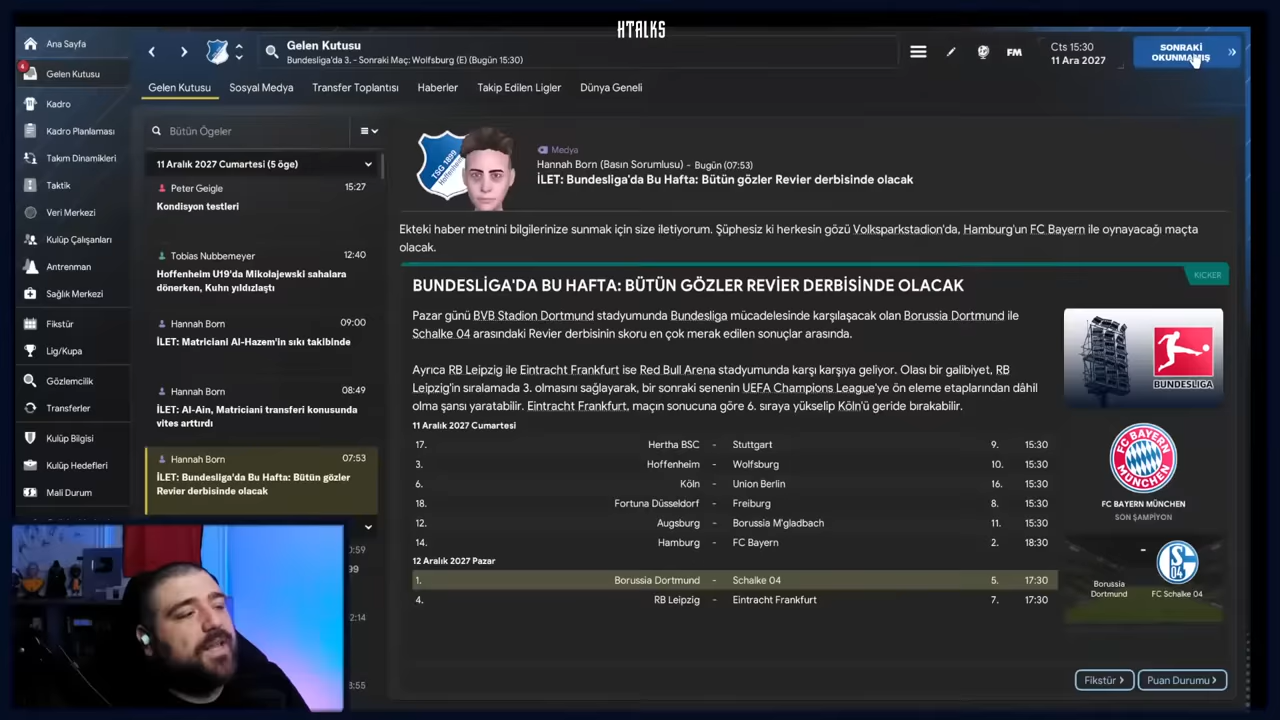 HTALKS
Ana Sayfa
4
Gelen Kutusu
Kadro
Kadro Planlaması
Takım Dinamikleri
Taktik
Veri Merkezi
Kulüp Çalışanları
Antrenman
Sağlık Merkezi
Fikstür
Lig/Kupa
Gözlemcilik
Transferler
Kulüp Bilgisi
Kulüp Hedefleri
Mali Durum
Gelen Kutusu
Bundesliga'da 3. - Sonraki Maç: Wolfsburg (E) (Bugün 15:30)
FM
Cts 15:30
11 Ara 2027
SONRAKİ
OKUNMAMIŞ
Gelen Kutusu
Sosyal Medya
Transfer Toplantısı
Haberler
Takip Edilen Ligler
Dünya Geneli
Bütün Ögeler
11 Aralık 2027 Cumartesi (5 öge)
Peter Geigle 15:27
Kondisyon testleri
Tobias Nubbemeyer 12:40
Hoffenheim U19'da Mikolajewski sahalara
dönerken, Kuhn yıldızlaştı
Hannah Born 09:00
İLET: Matriciani Al-Hazem'in sıkı takibinde
Hannah Born 08:49
İLET: Al-Ain, Matriciani transferi konusunda
vites arttırdı
Hannah Born 07:53
İLET: Bundesliga'da Bu Hafta: Bütün gözler
Revier derbisinde olacak
TSG 1899
Hoffenheim
Medya
Hannah Born (Basın Sorumlusu) - Bugün (07:53)
İLET: Bundesliga'da Bu Hafta: Bütün gözler Revier derbisinde olacak
Ekteki haber metnini bilgilerinize sunmak için size iletiyorum. Şüphesiz ki herkesin gözü Volksparkstadion'da, Hamburg'un FC Bayern ile oynayacağı maçta
olacak.
KICKER
BUNDESLİGA'DA BU HAFTA: BÜTÜN GÖZLER REVIER DERBİSİNDE OLACAK
Pazar günü BVB Stadion Dortmund stadyumunda Bundesliga mücadelesinde karşılaşacak olan Borussia Dortmund ile
Schalke 04 arasındaki Revier derbisinin skoru en çok merak edilen sonuçlar arasında.
Ayrıca RB Leipzig ile Eintracht Frankfurt ise Red Bull Arena stadyumunda karşı karşıya geliyor. Olası bir galibiyet, RB
Leipzig'in sıralamada 3. olmasını sağlayarak, bir sonraki senenin UEFA Champions League'ye ön eleme etaplarından dâhil
olma şansı yaratabilir. Eintracht Frankfurt, maçın sonucuna göre 6. sıraya yükselip Köln'ü geride bırakabilir.
11 Aralık 2027 Cumartesi
17. Hertha BSC - Stuttgart 9. 15:30
3. Hoffenheim - Wolfsburg 10. 15:30
6. Köln - Union Berlin 16. 15:30
18. Fortuna Düsseldorf - Freiburg 8. 15:30
12. Augsburg - Borussia M'gladbach 11. 15:30
14. Hamburg - FC Bayern 2. 18:30
12 Aralık 2027 Pazar
1. Borussia Dortmund - Schalke 04 5. 17:30
4. RB Leipzig - Eintracht Frankfurt 7. 17:30
BUNDESLIGA
FC BAYERN
MÜNCHEN
FC BAYERN MÜNCHEN
SON ŞAMPİYON
-
Borussia
Dortmund
FC Schalke 04
Fikstür
Puan Durumu